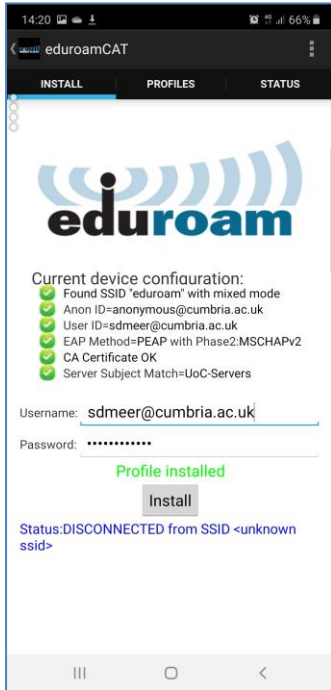 14:20 66%
eduroamCAT
INSTALL PROFILES STATUS
eduroam
Current device configuration:
Found SSID "eduroam" with mixed mode
Anon ID=anonymous@cumbria.ac.uk
User ID=sdmeer@cumbria.ac.uk
EAP Method=PEAP with Phase2:MSCHAPv2
CA Certificate OK
Server Subject Match=UoC-Servers
Username: sdmeer@cumbria.ac.uk
Password: ••••••••••••
Profile installed
Install
Status:DISCONNECTED from SSID <unknown
ssid>